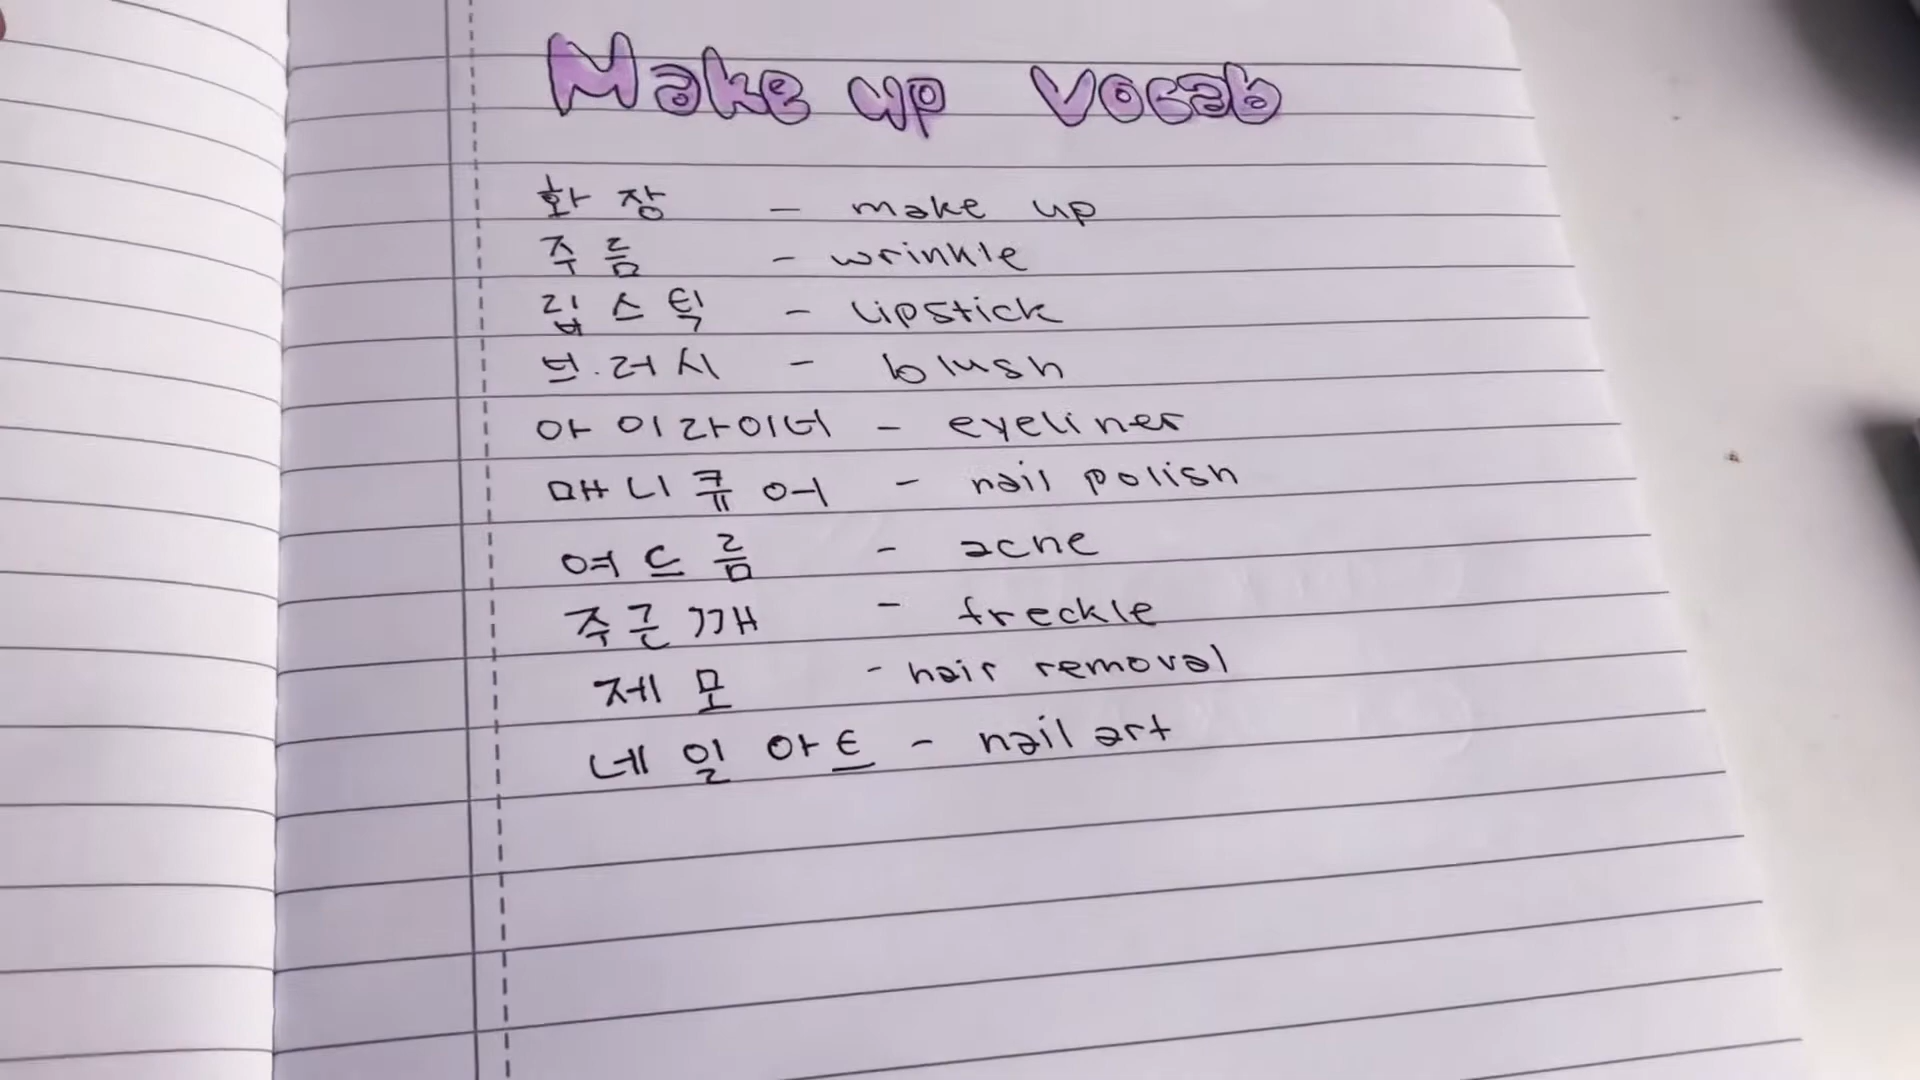 Make up Vocab
화장 - make up
주름 - wrinkle
립스틱 - lipstick
브.러시 - blush
아이라이너 - eyeliner
매니큐어 - nail polish
여드름 - acne
주근깨 - freckle
제모 - hair removal
네일아트 - nail art